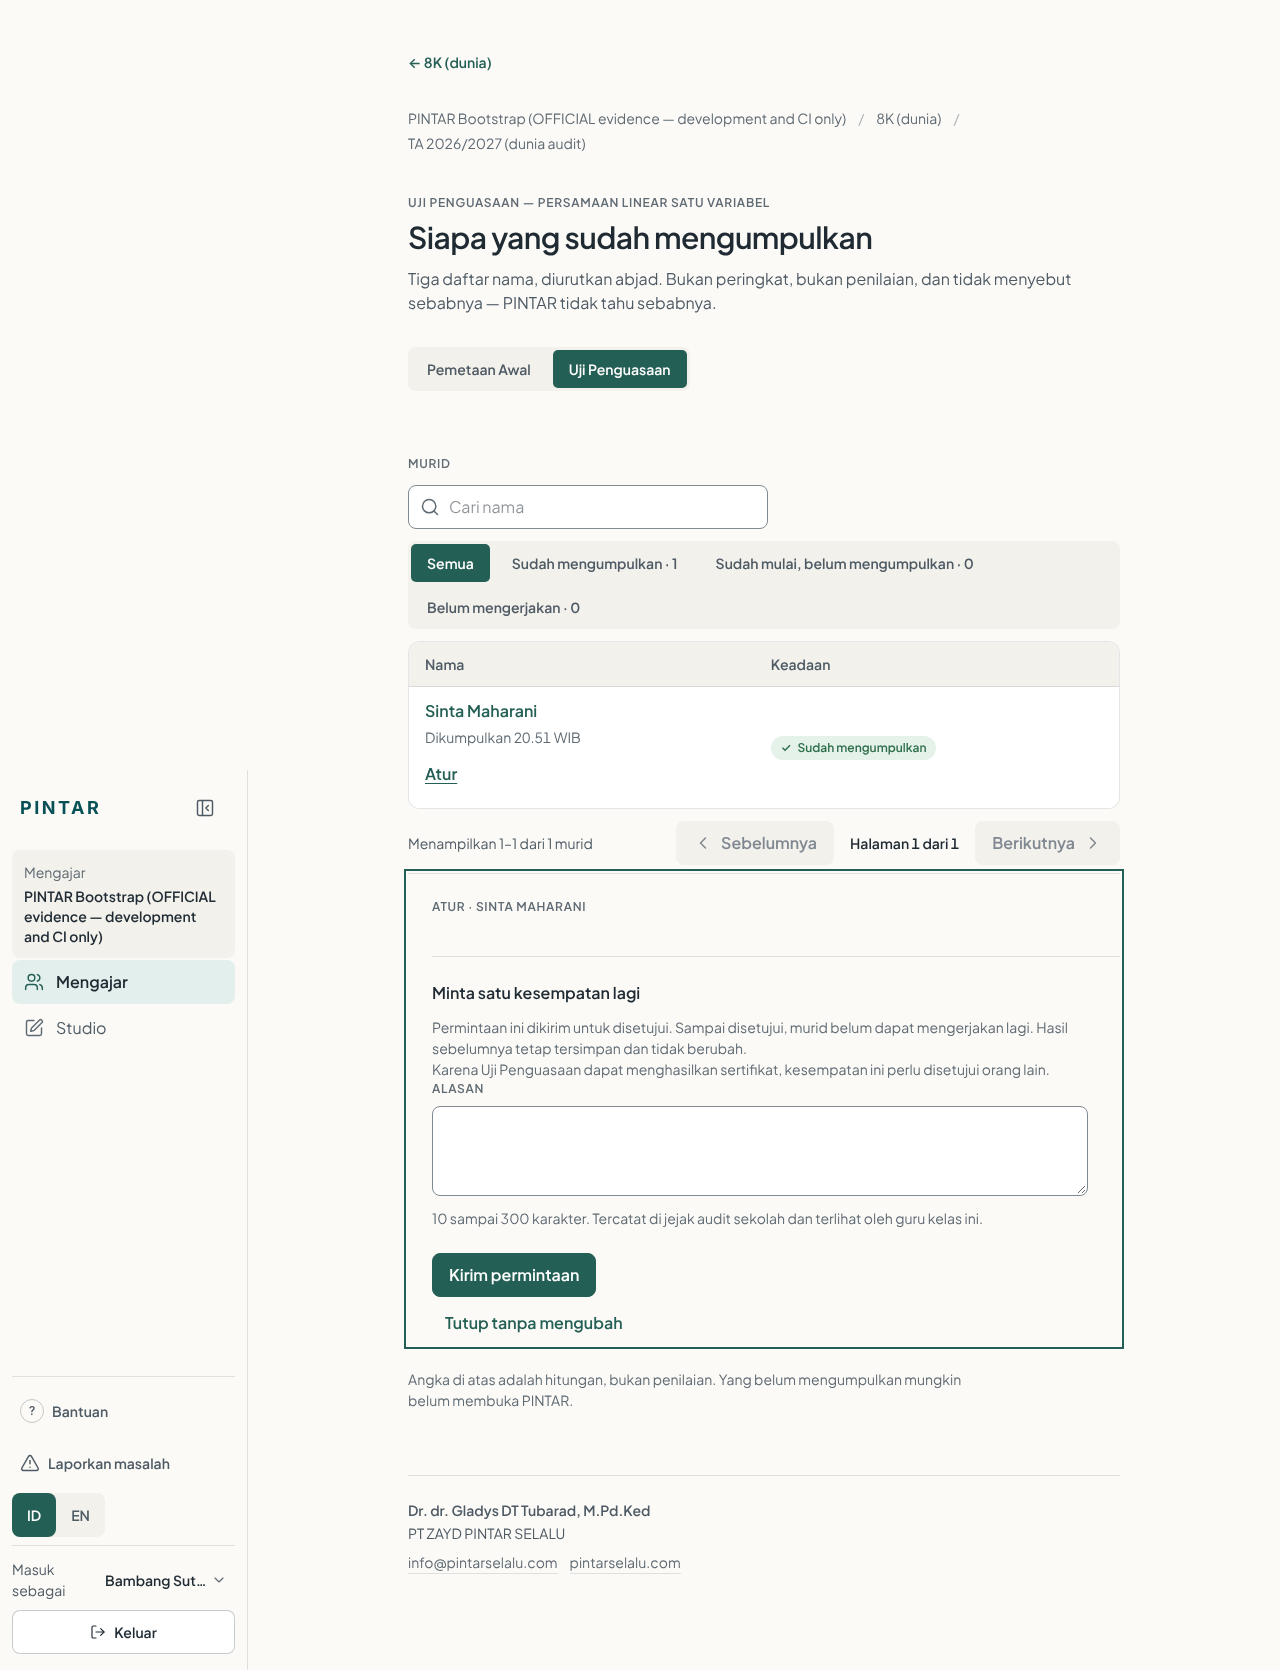 ← 8K (dunia)
PINTAR Bootstrap (OFFICIAL evidence — development and CI only) / 8K (dunia) /
TA 2026/2027 (dunia audit)
UJI PENGUASAAN — PERSAMAAN LINEAR SATU VARIABEL
Siapa yang sudah mengumpulkan
Tiga daftar nama, diurutkan abjad. Bukan peringkat, bukan penilaian, dan tidak menyebut
sebabnya — PINTAR tidak tahu sebabnya.
Pemetaan Awal Uji Penguasaan
MURID
Cari nama
Semua Sudah mengumpulkan · 1 Sudah mulai, belum mengumpulkan · 0
Belum mengerjakan · 0
Nama Keadaan
Sinta Maharani
Dikumpulkan 20.51 WIB
Sudah mengumpulkan
Atur
Menampilkan 1–1 dari 1 murid Sebelumnya Halaman 1 dari 1 Berikutnya
ATUR · SINTA MAHARANI
Minta satu kesempatan lagi
Permintaan ini dikirim untuk disetujui. Sampai disetujui, murid belum dapat mengerjakan lagi. Hasil
sebelumnya tetap tersimpan dan tidak berubah.
Karena Uji Penguasaan dapat menghasilkan sertifikat, kesempatan ini perlu disetujui orang lain.
ALASAN
10 sampai 300 karakter. Tercatat di jejak audit sekolah dan terlihat oleh guru kelas ini.
Kirim permintaan
Tutup tanpa mengubah
Angka di atas adalah hitungan, bukan penilaian. Yang belum mengumpulkan mungkin
belum membuka PINTAR.
Dr. dr. Gladys DT Tubarad, M.Pd.Ked
PT ZAYD PINTAR SELALU
info@pintarselalu.com pintarselalu.com
PINTAR
Mengajar
PINTAR Bootstrap (OFFICIAL
evidence — development
and CI only)
Mengajar
Studio
? Bantuan
Laporkan masalah
ID EN
Masuk
sebagai
Bambang Sut...
Keluar